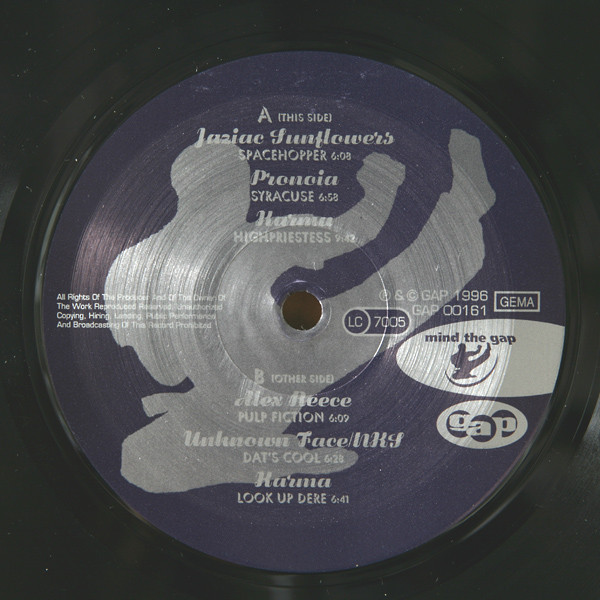 A (THIS SIDE)
Jaziac Sunflowers
SPACEHOPPER 6:08
Pronoia
SYRACUSE 6:58
Karma
HIGHPRIESTESS 9:42
All Rights Of The Producer And Of The Owner Of
The Work Reproduced Reserved. Unauthorized
Copying, Hiring, Lending, Public Performance
And Broadcasting Of This Record Prohibited
℗ & © GAP 1996
GAP 00161
GEMA
LC 7005
mind the gap
gap
B (OTHER SIDE)
Alex Reece
PULP FICTION 6:09
Unknown Face/NKS
DAT'S COOL 6:28
Karma
LOOK UP DERE 6:41